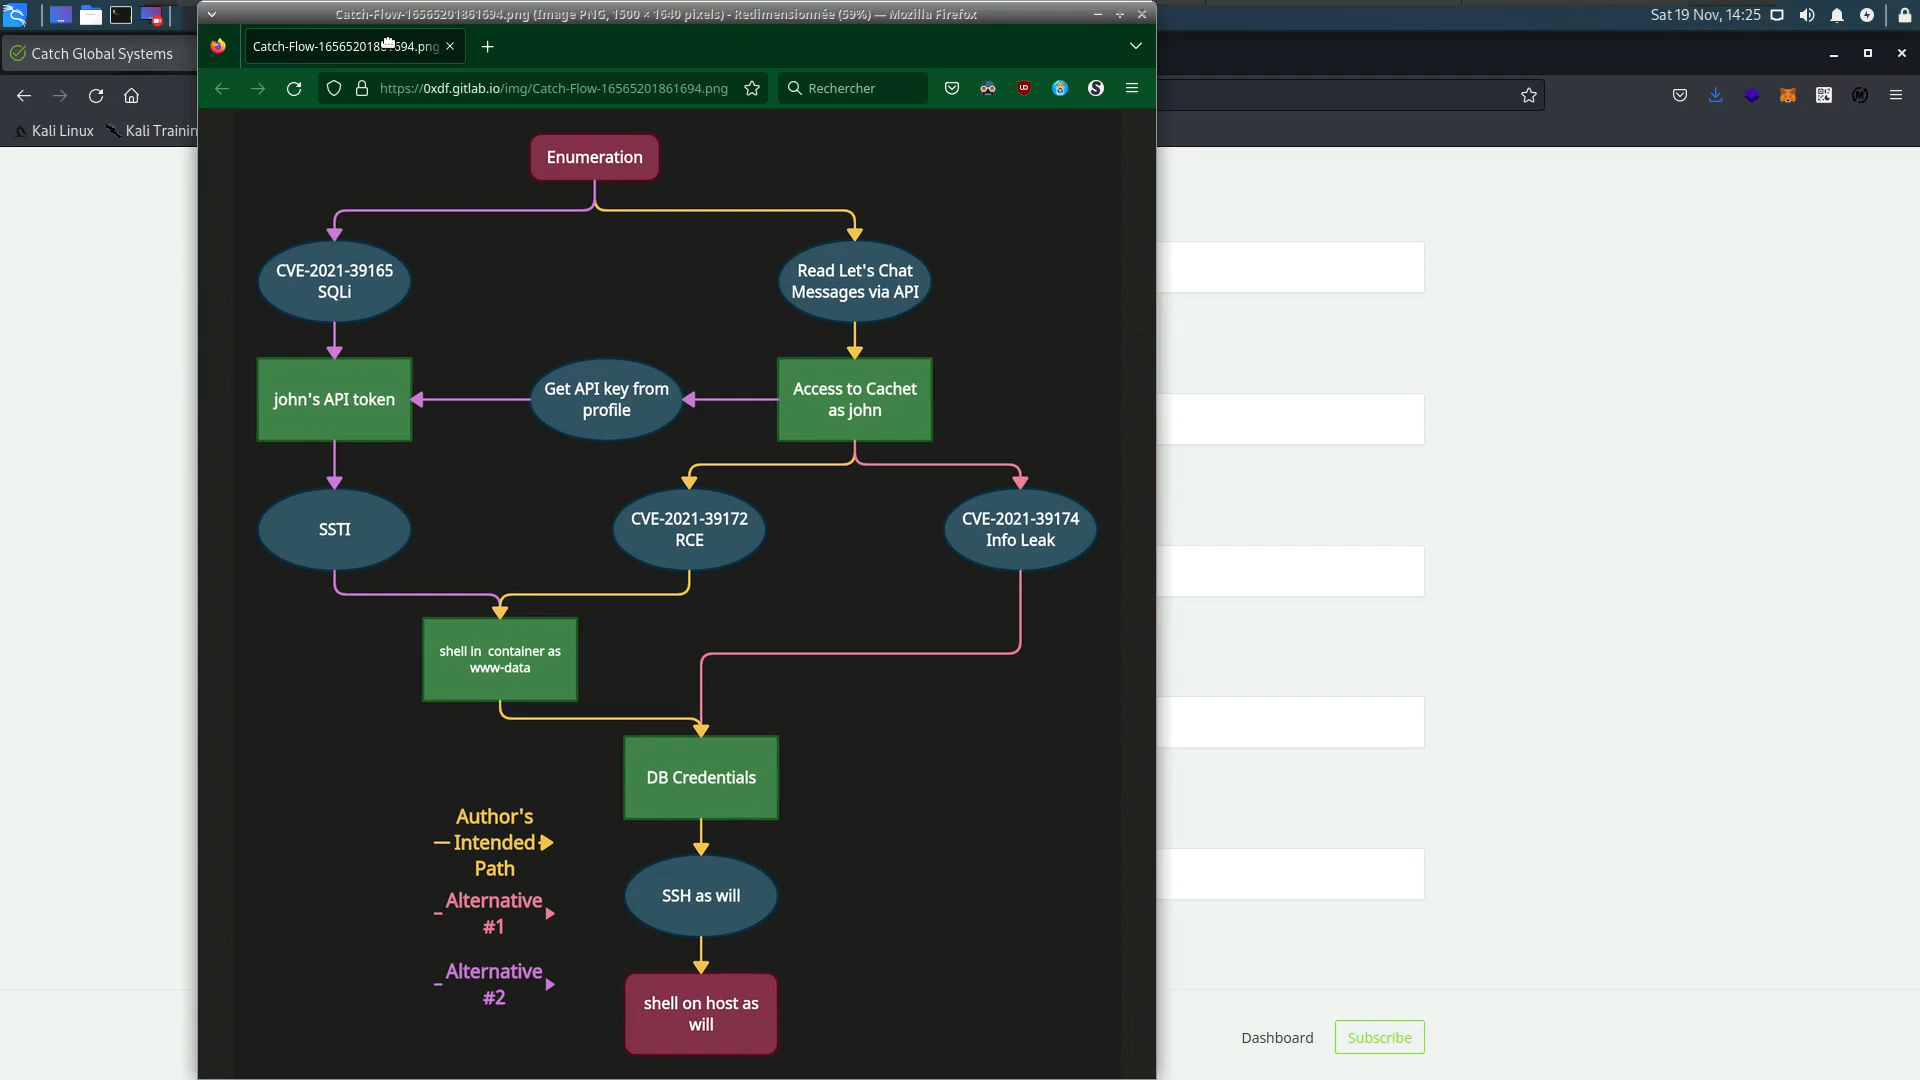 Catch-Flow-16565201861694.png (Image PNG, 1500 × 1640 pixels) - Redimensionnée (59%) — Mozilla Firefox
Sat 19 Nov, 14:25
Catch Global Systems
Catch-Flow-16565201861694.png
https://0xdf.gitlab.io/img/Catch-Flow-16565201861694.png
Rechercher
Kali Linux
Kali Trainin
Enumeration
CVE-2021-39165
SQLi
Read Let's Chat
Messages via API
john's API token
Get API key from
profile
Access to Cachet
as john
SSTI
CVE-2021-39172
RCE
CVE-2021-39174
Info Leak
shell in container as
www-data
DB Credentials
Author's
Intended
Path
Alternative
#1
Alternative
#2
SSH as will
shell on host as
will
Dashboard
Subscribe